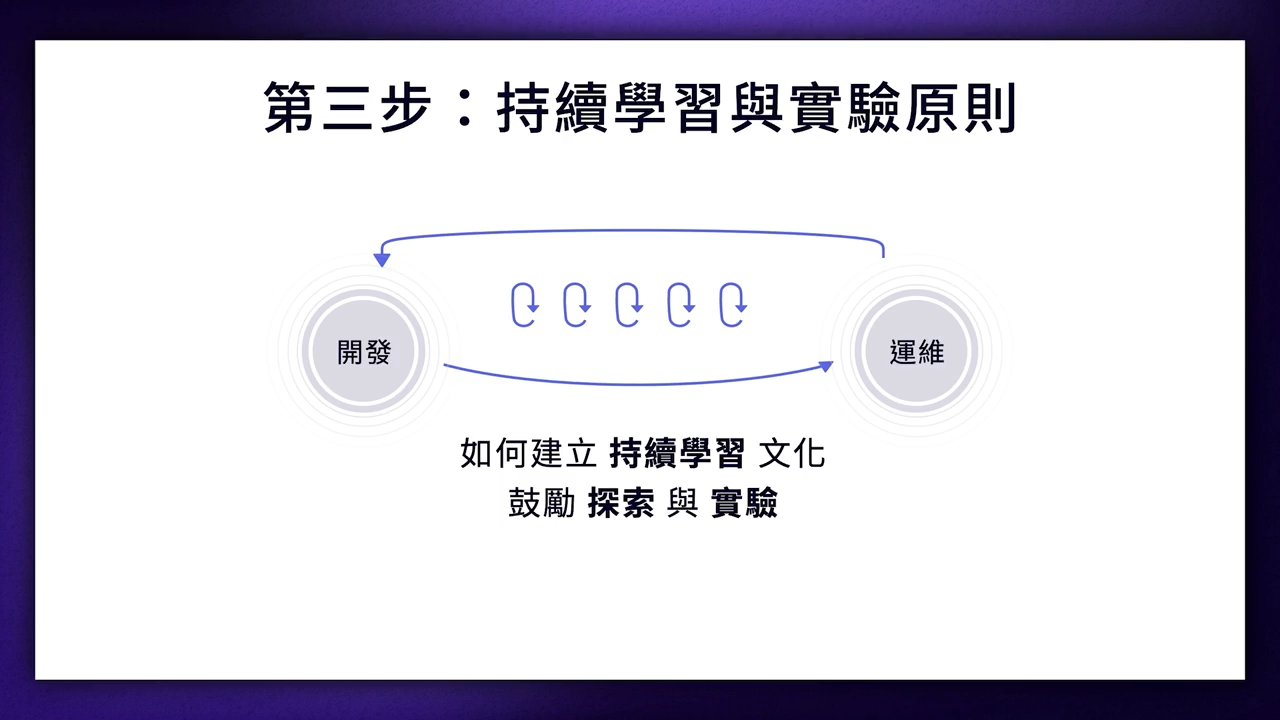 第三步：持續學習與實驗原則
開發
運維
如何建立 持續學習 文化
鼓勵 探索 與 實驗